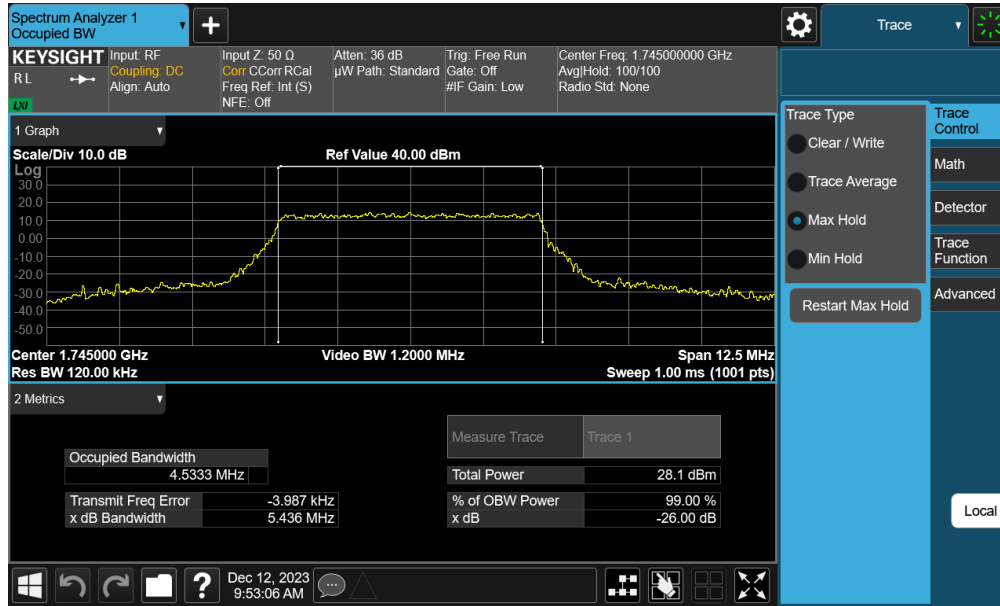 Spectrum Analyzer 1
Occupied BW
Trace
KEYSIGHT
R L
LXI
Input: RF
Coupling: DC
Align: Auto
Input Z: 50 Ω
Corr CCorr RCal
Freq Ref: Int (S)
NFE: Off
Atten: 36 dB
µW Path: Standard
Trig: Free Run
Gate: Off
#IF Gain: Low
Center Freq: 1.745000000 GHz
Avg|Hold: 100/100
Radio Std: None
1 Graph
Scale/Div 10.0 dB
Ref Value 40.00 dBm
Log
30.0
20.0
10.0
0.00
-10.0
-20.0
-30.0
-40.0
-50.0
Center 1.745000 GHz
Video BW 1.2000 MHz
Span 12.5 MHz
Res BW 120.00 kHz
Sweep 1.00 ms (1001 pts)
2 Metrics
Measure Trace
Trace 1
Occupied Bandwidth
4.5333 MHz
Total Power
28.1 dBm
Transmit Freq Error
-3.987 kHz
% of OBW Power
99.00 %
x dB Bandwidth
5.436 MHz
x dB
-26.00 dB
Trace Type
Clear / Write
Trace Average
Max Hold
Min Hold
Restart Max Hold
Trace
Control
Math
Detector
Trace
Function
Advanced
Local
?
Dec 12, 2023
9:53:06 AM